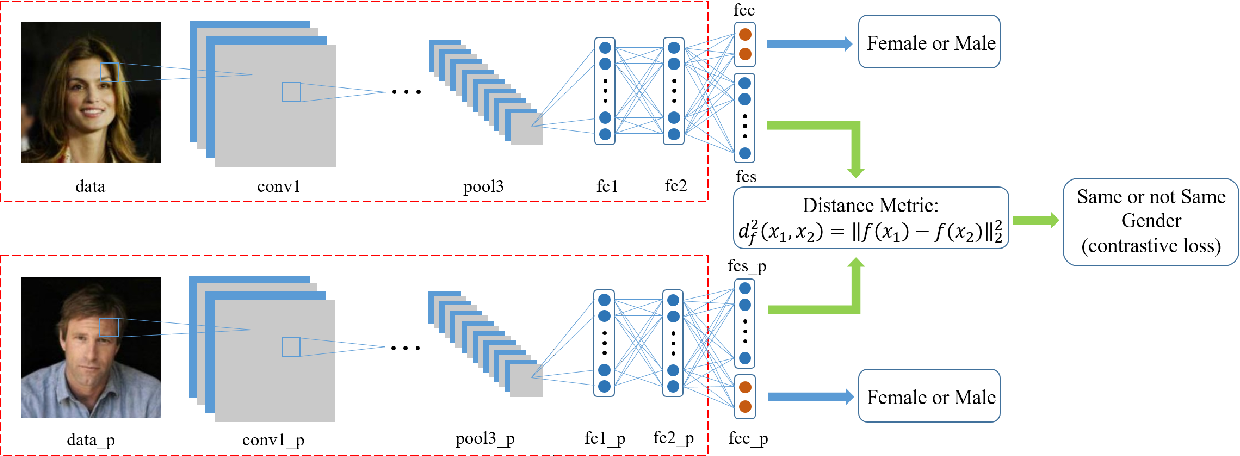 fcc
Female or Male
data
conv1
pool3
fc1
fc2
fcs
Distance Metric:
d_f^2(x_1, x_2) = ‖f(x_1) − f(x_2)‖_2^2
Same or not Same
Gender
(contrastive loss)
fcs_p
Female or Male
data_p
conv1_p
pool3_p
fc1_p
fc2_p
fcc_p